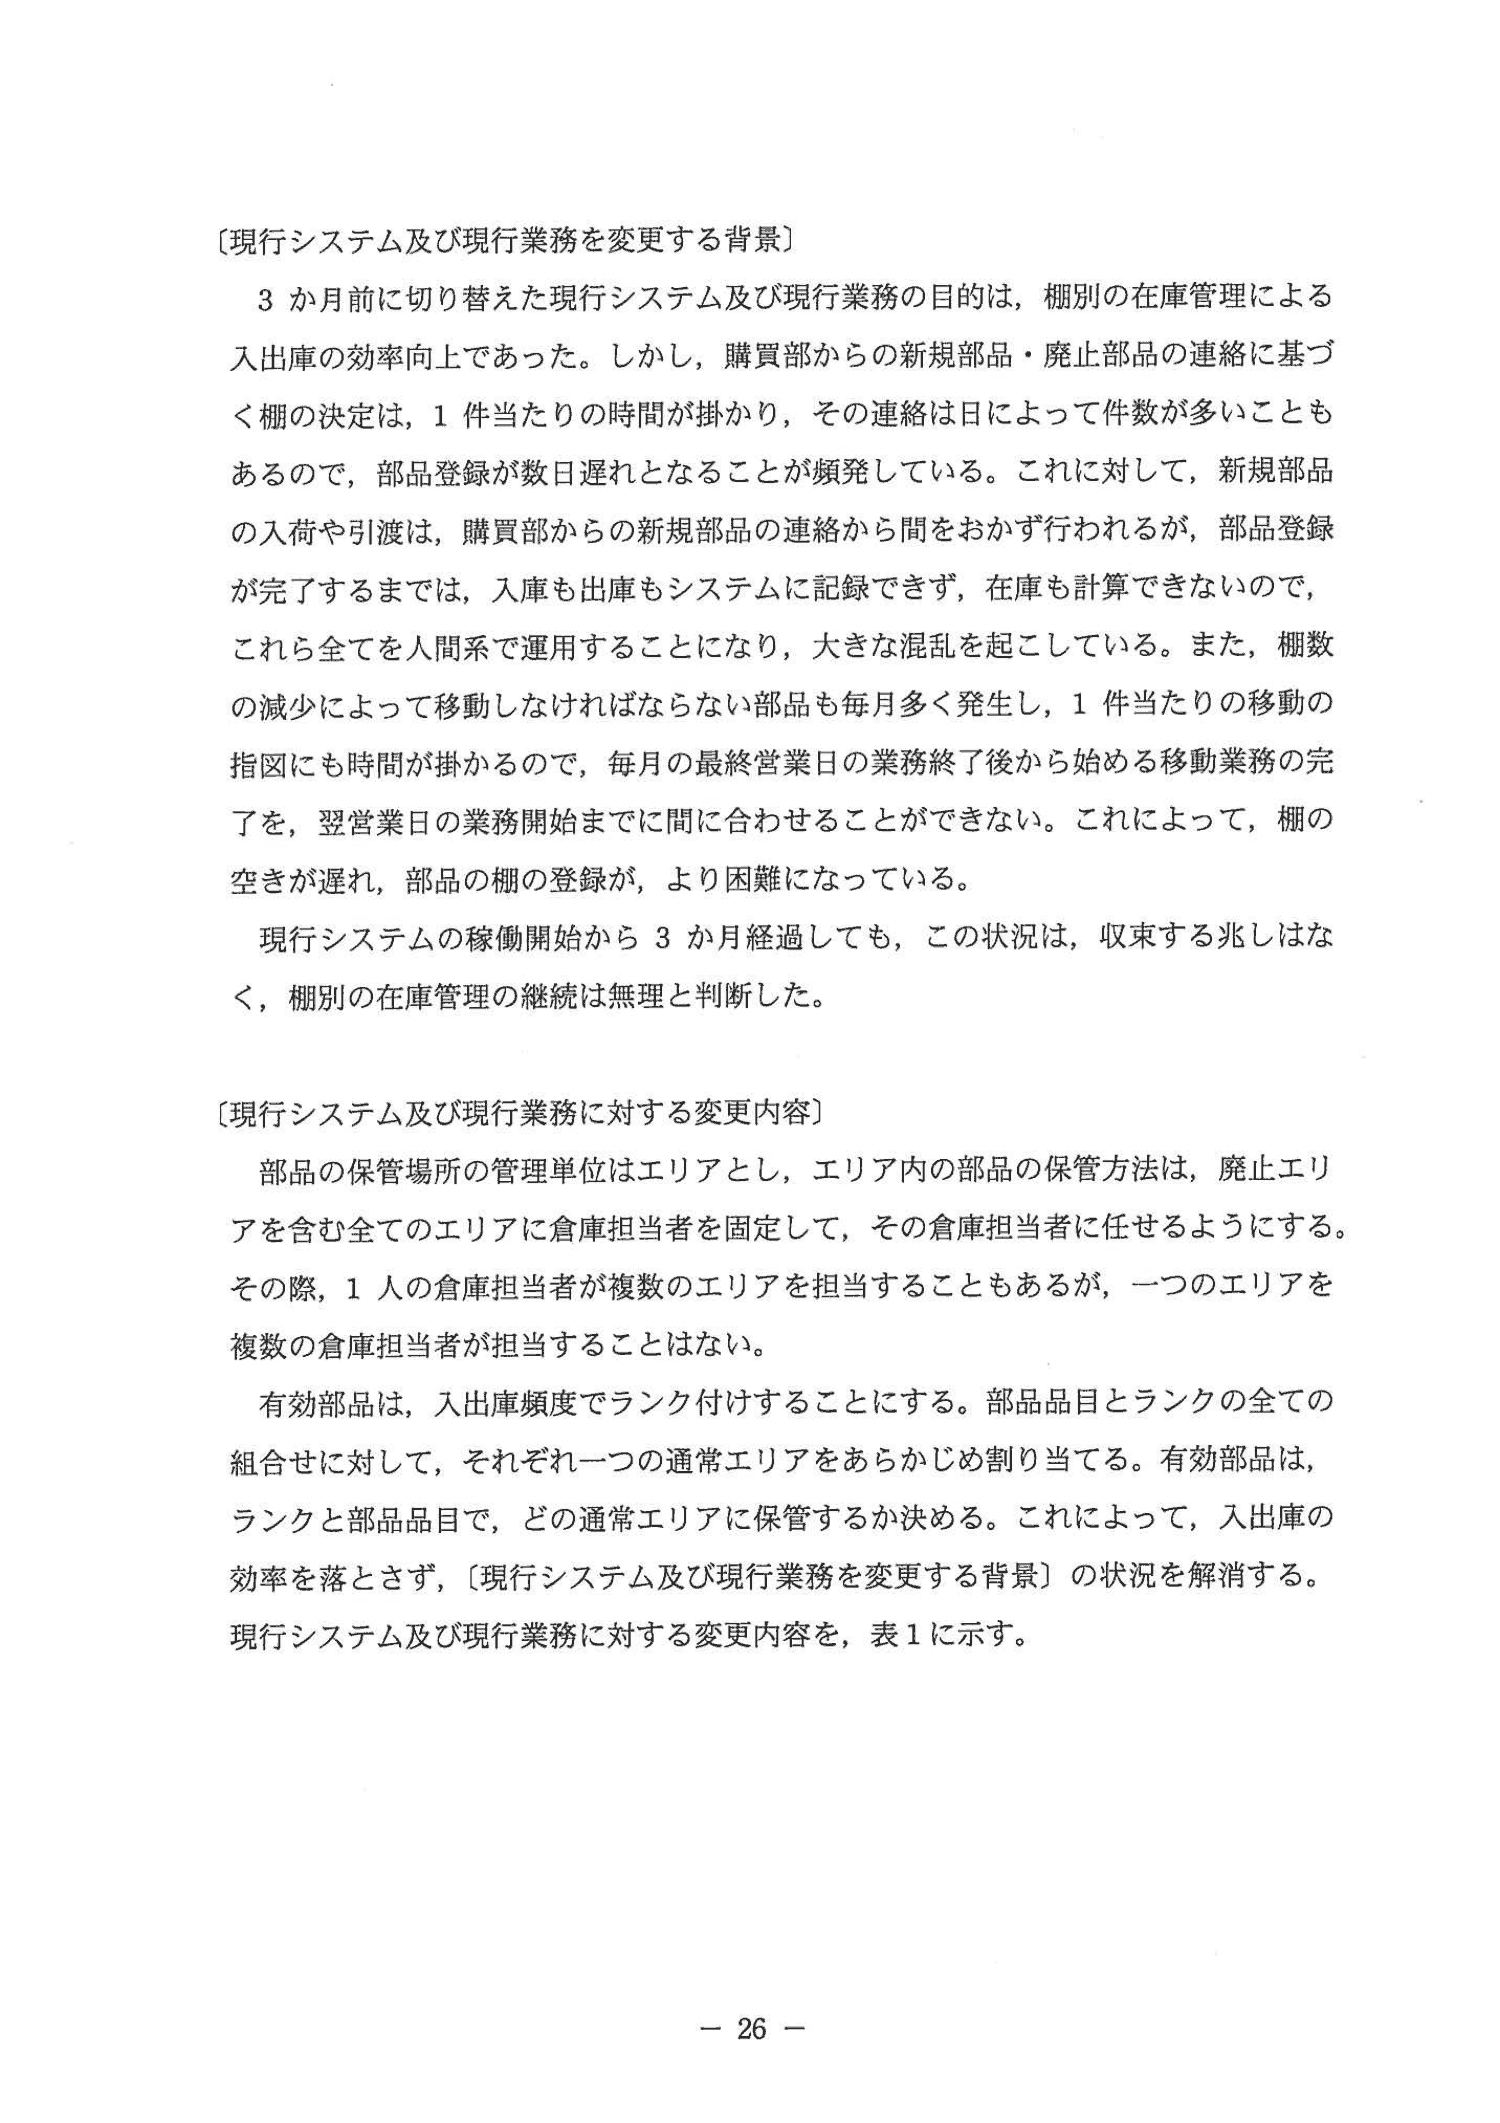 〔現行システム及び現行業務を変更する背景〕
3 か月前に切り替えた現行システム及び現行業務の目的は，棚別の在庫管理による
入出庫の効率向上であった。しかし，購買部からの新規部品・廃止部品の連絡に基づ
く棚の決定は，1 件当たりの時間が掛かり，その連絡は日によって件数が多いことも
あるので，部品登録が数日遅れとなることが頻発している。これに対して，新規部品
の入荷や引渡は，購買部からの新規部品の連絡から間をおかず行われるが，部品登録
が完了するまでは，入庫も出庫もシステムに記録できず，在庫も計算できないので，
これら全てを人間系で運用することになり，大きな混乱を起こしている。また，棚数
の減少によって移動しなければならない部品も毎月多く発生し，1 件当たりの移動の
指図にも時間が掛かるので，毎月の最終営業日の業務終了後から始める移動業務の完
了を，翌営業日の業務開始までに間に合わせることができない。これによって，棚の
空きが遅れ，部品の棚の登録が，より困難になっている。
現行システムの稼働開始から 3 か月経過しても，この状況は，収束する兆しはな
く，棚別の在庫管理の継続は無理と判断した。
〔現行システム及び現行業務に対する変更内容〕
部品の保管場所の管理単位はエリアとし，エリア内の部品の保管方法は，廃止エリ
アを含む全てのエリアに倉庫担当者を固定して，その倉庫担当者に任せるようにする。
その際，1 人の倉庫担当者が複数のエリアを担当することもあるが，一つのエリアを
複数の倉庫担当者が担当することはない。
有効部品は，入出庫頻度でランク付けすることにする。部品品目とランクの全ての
組合せに対して，それぞれ一つの通常エリアをあらかじめ割り当てる。有効部品は，
ランクと部品品目で，どの通常エリアに保管するか決める。これによって，入出庫の
効率を落とさず，〔現行システム及び現行業務を変更する背景〕の状況を解消する。
現行システム及び現行業務に対する変更内容を，表 1 に示す。
－ 26 －